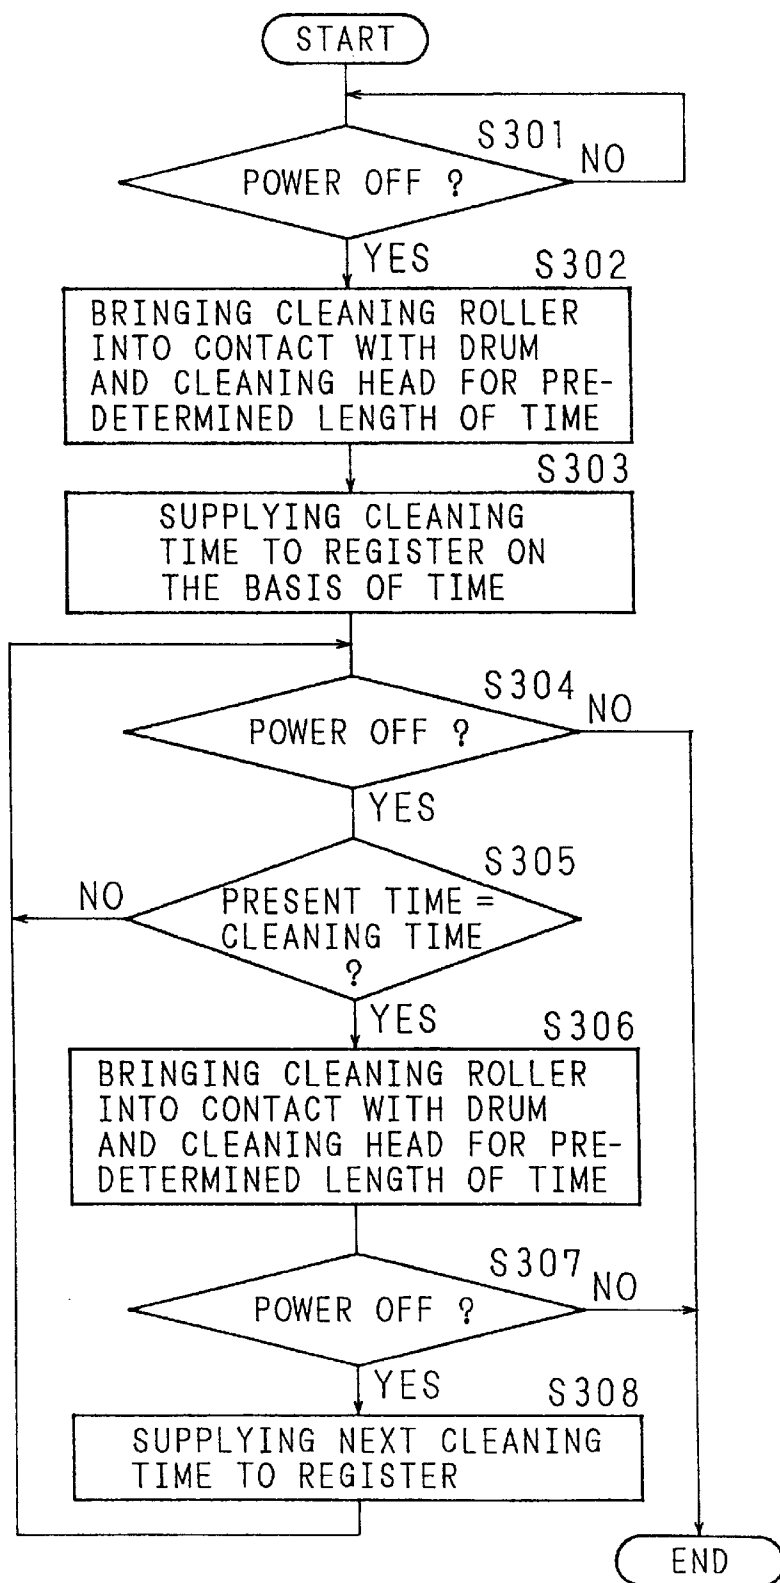 START
S301
POWER OFF ?
NO
YES
S302
BRINGING CLEANING ROLLER
INTO CONTACT WITH DRUM
AND CLEANING HEAD FOR PRE-
DETERMINED LENGTH OF TIME
S303
SUPPLYING CLEANING
TIME TO REGISTER ON
THE BASIS OF TIME
S304
POWER OFF ?
NO
YES
S305
NO
PRESENT TIME =
CLEANING TIME
?
YES
S306
BRINGING CLEANING ROLLER
INTO CONTACT WITH DRUM
AND CLEANING HEAD FOR PRE-
DETERMINED LENGTH OF TIME
S307
POWER OFF ?
NO
YES
S308
SUPPLYING NEXT CLEANING
TIME TO REGISTER
END